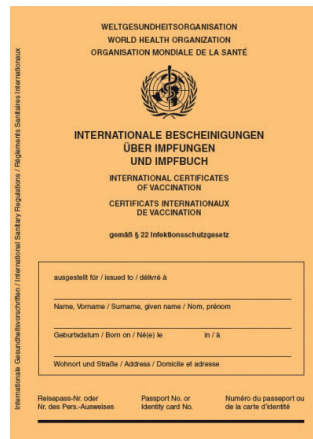 WELTGESUNDHEITSORGANISATION
WORLD HEALTH ORGANIZATION
ORGANISATION MONDIALE DE LA SANTÉ
INTERNATIONALE BESCHEINIGUNGEN
ÜBER IMPFUNGEN
UND IMPFBUCH
INTERNATIONAL CERTIFICATES
OF VACCINATION
CERTIFICATS INTERNATIONAUX
DE VACCINATION
gemäß § 22 Infektionsschutzgesetz
ausgestellt für / issued to / délivré à
Name, Vorname / Surname, given name / Nom, prénom
Geburtsdatum / Born on / Né(e) le in / à
Wohnort und Straße / Address / Domicile et adresse
Reisepass-Nr. oder Passport No. or Numéro du passeport ou
Nr. des Pers.-Ausweises Identity card No. de la carte d'identité
Internationale Gesundheitsvorschriften / International Sanitary Regulations / Règlements Sanitaires Internationaux